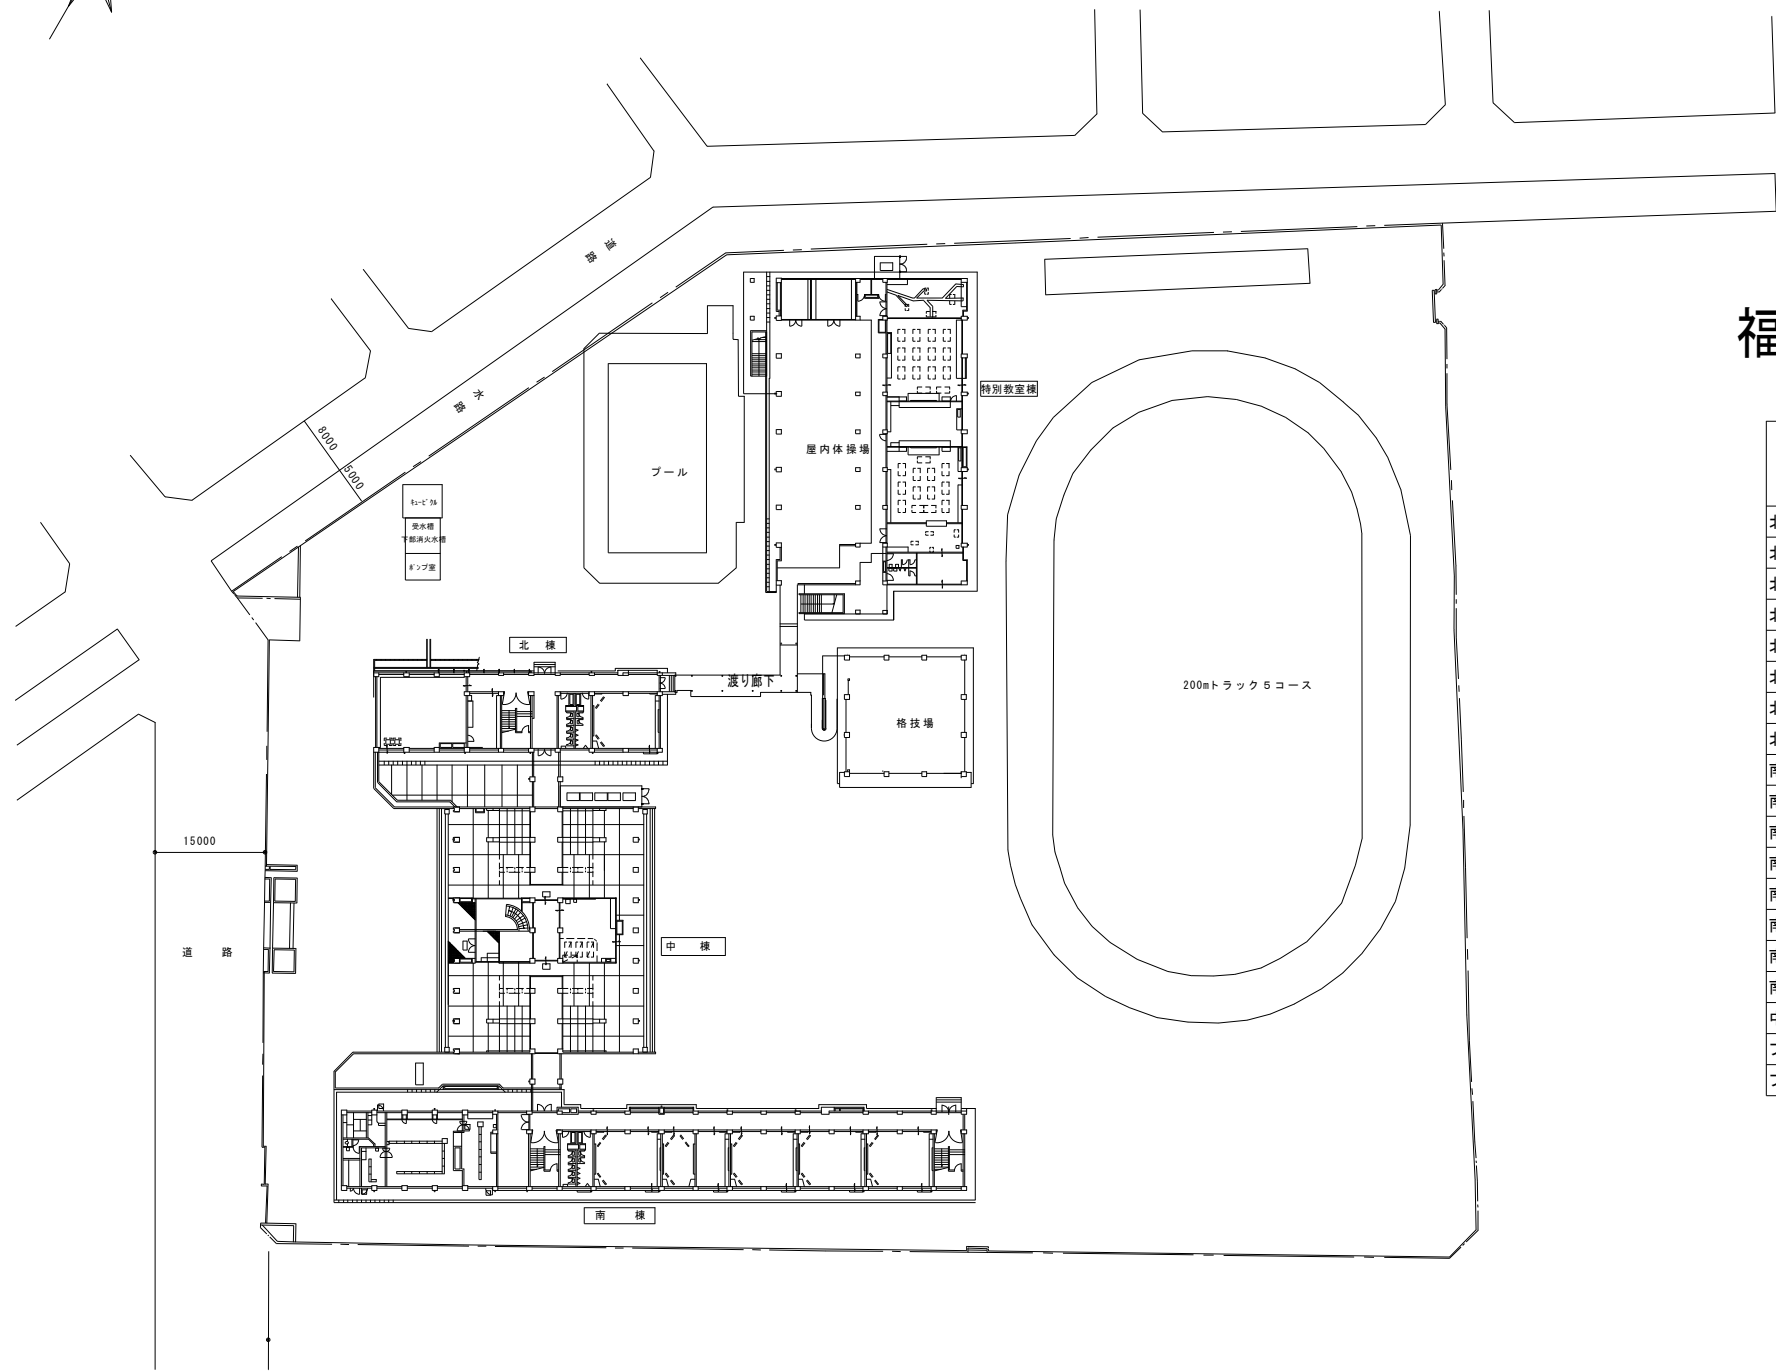 道路
福
特別教室棟
水路
8000
5000
屋内体操場
プール
キュービクル
受水槽
下部消火水槽
ポンプ室
北棟
渡り廊下
200mトラック5コース
格技場
15000
道路
中棟
南棟